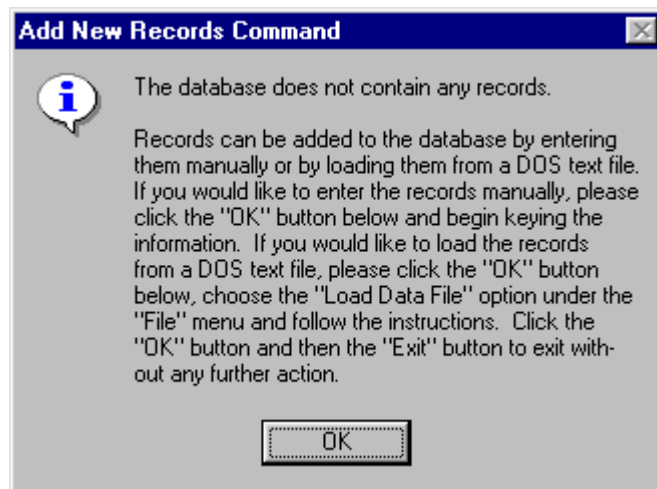 Add New Records Command
The database does not contain any records.
Records can be added to the database by entering
them manually or by loading them from a DOS text file.
If you would like to enter the records manually, please
click the "OK" button below and begin keying the
information.  If you would like to load the records
from a DOS text file, please click the "OK" button
below, choose the "Load Data File" option under the
"File" menu and follow the instructions.  Click the
"OK" button and then the "Exit" button to exit with-
out any further action.
OK